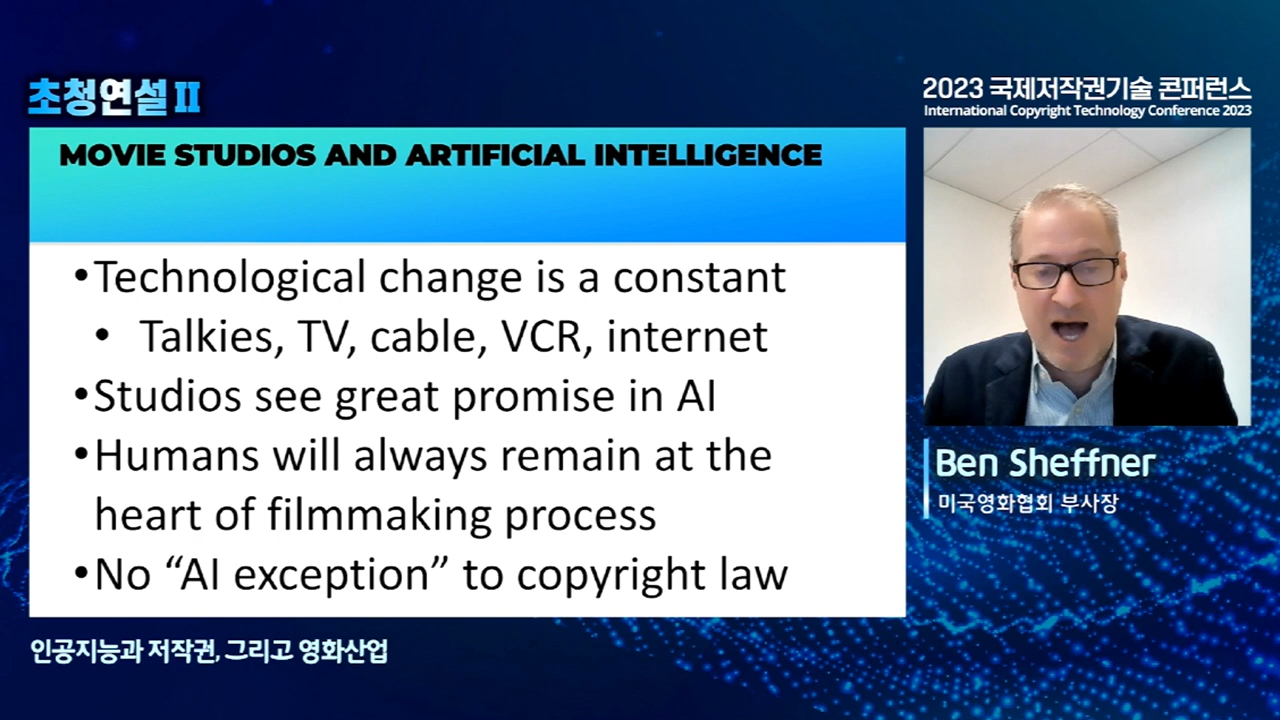 초청연설 II
2023 국제저작권기술 콘퍼런스
International Copyright Technology Conference 2023
MOVIE STUDIOS AND ARTIFICIAL INTELLIGENCE
•Technological change is a constant
• Talkies, TV, cable, VCR, internet
•Studios see great promise in AI
•Humans will always remain at the
heart of filmmaking process
•No “AI exception” to copyright law
Ben Sheffner
미국영화협회 부사장
인공지능과 저작권, 그리고 영화산업